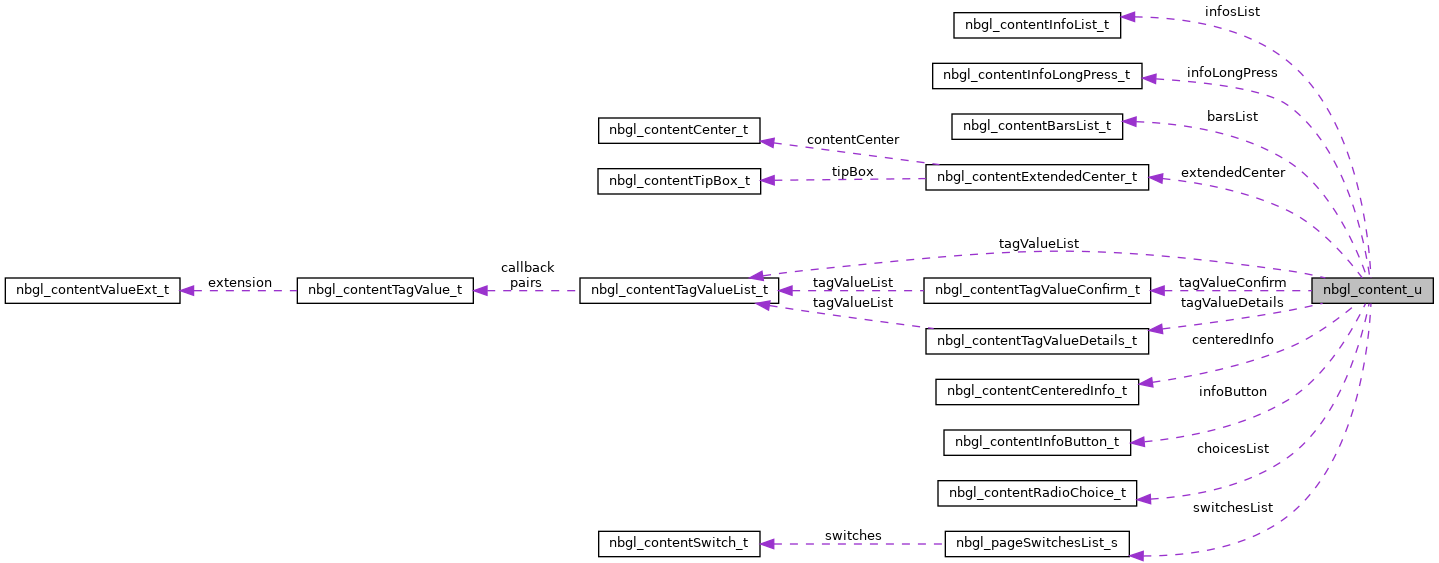 infosList
nbgl_contentInfoList_t
infoLongPress
nbgl_contentInfoLongPress_t
barsList
nbgl_contentBarsList_t
nbgl_contentCenter_t
contentCenter
extendedCenter
nbgl_contentExtendedCenter_t
tipBox
nbgl_contentTipBox_t
tagValueList
callback
pairs
nbgl_contentValueExt_t
extension
nbgl_contentTagValue_t
nbgl_contentTagValueList_t
tagValueList
nbgl_contentTagValueConfirm_t
tagValueConfirm
nbgl_content_u
tagValueList
tagValueDetails
nbgl_contentTagValueDetails_t
centeredInfo
nbgl_contentCenteredInfo_t
infoButton
nbgl_contentInfoButton_t
choicesList
nbgl_contentRadioChoice_t
switchesList
nbgl_contentSwitch_t
switches
nbgl_pageSwitchesList_s